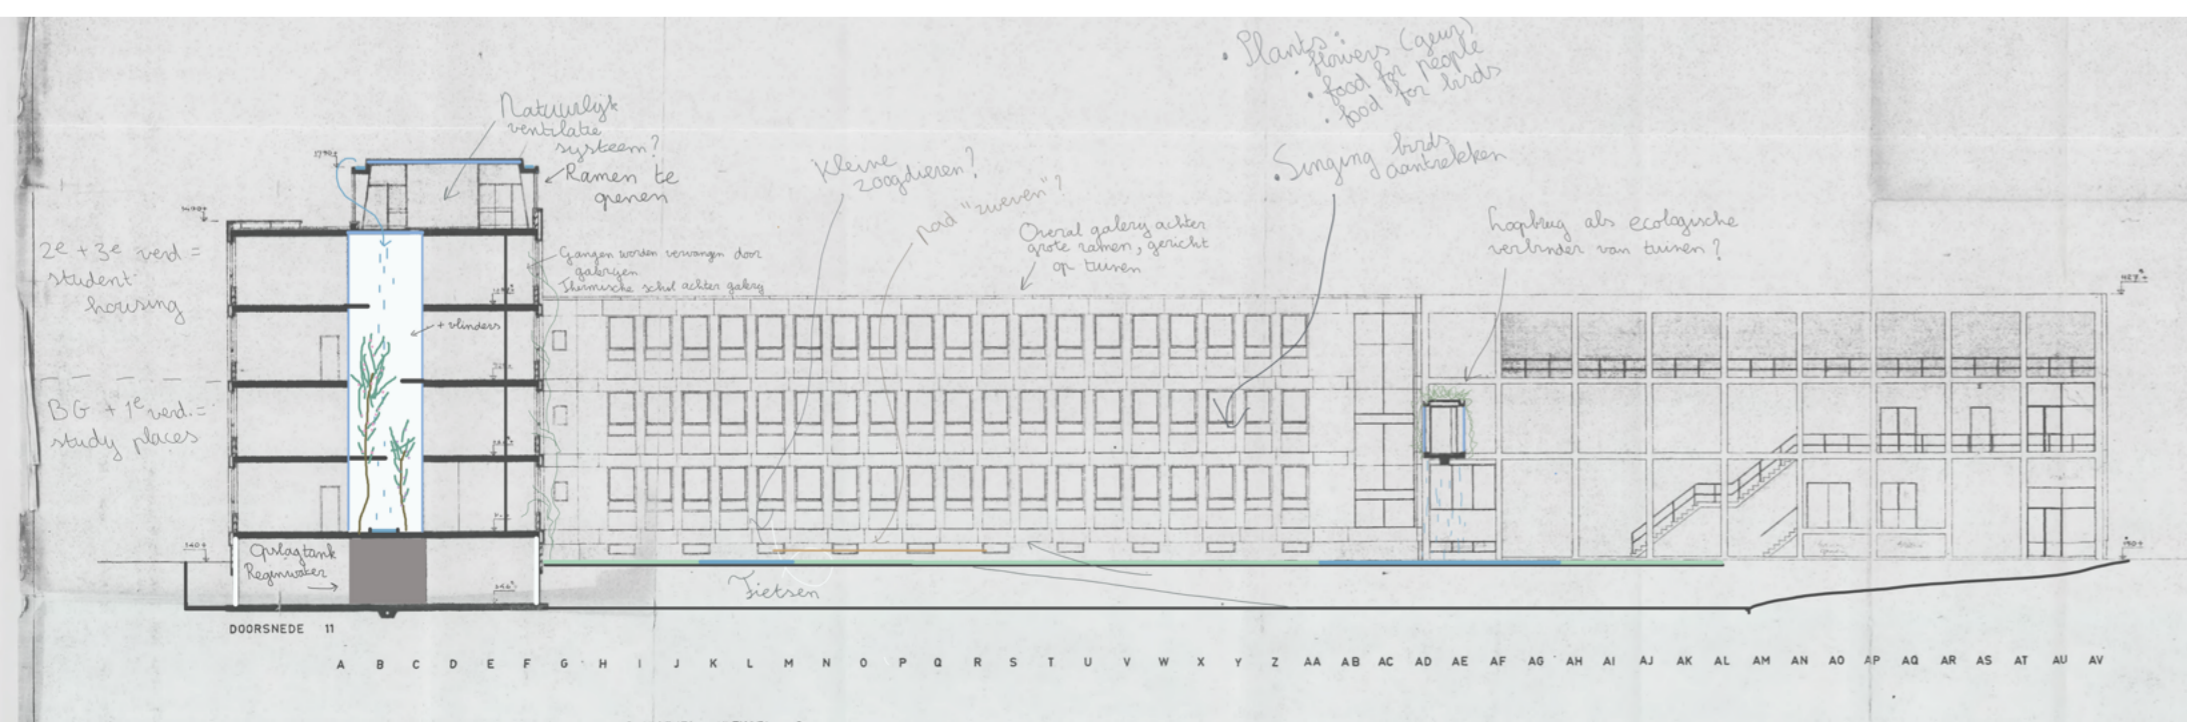 • Plants:
• flowers (geur)
• food for people
• food for birds
• Singing birds
aantrekken
Natuurlijk
ventilatie
systeem?
Ramen te
openen
Kleine
zoogdieren?
pad "zweven"?
Overal galery achter
grote ramen, gericht
op tuinen
Loopbrug als ecologische
verbinder van tuinen?
2e + 3e verd =
student
housing
Gangen worden vervangen door
galerijen
Thermische schil achter galery
+ vlinders
BG + 1e verd. =
study places
Opslagtank
Regenwater
Fietsen
DOORSNEDE 11
A B C D E F G H I J K L M N O P Q R S T U V W X Y Z AA AB AC AD AE AF AG AH AI AJ AK AL AM AN AO AP AQ AR AS AT AU AV